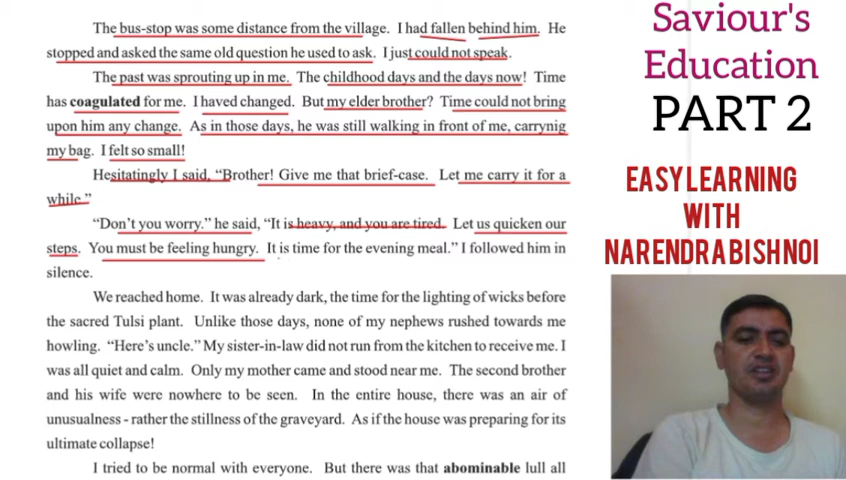 The bus-stop was some distance from the village. I had fallen behind him. He
stopped and asked the same old question he used to ask. I just could not speak.
The past was sprouting up in me. The childhood days and the days now! Time
has coagulated for me. I haved changed. But my elder brother? Time could not bring
upon him any change. As in those days, he was still walking in front of me, carrynig
my bag. I felt so small!
Hesitatingly I said, “Brother! Give me that brief-case. Let me carry it for a
while.”
“Don’t you worry.” he said, “It is heavy, and you are tired. Let us quicken our
steps. You must be feeling hungry. It is time for the evening meal.” I followed him in
silence.
We reached home. It was already dark, the time for the lighting of wicks before
the sacred Tulsi plant. Unlike those days, none of my nephews rushed towards me
howling. “Here’s uncle.” My sister-in-law did not run from the kitchen to receive me. I
was all quiet and calm. Only my mother came and stood near me. The second brother
and his wife were nowhere to be seen. In the entire house, there was an air of
unusualness - rather the stillness of the graveyard. As if the house was preparing for its
ultimate collapse!
I tried to be normal with everyone. But there was that abominable lull all
Saviour's
Education
PART 2
EASY LEARNING
WITH
NARENDRA BISHNOI